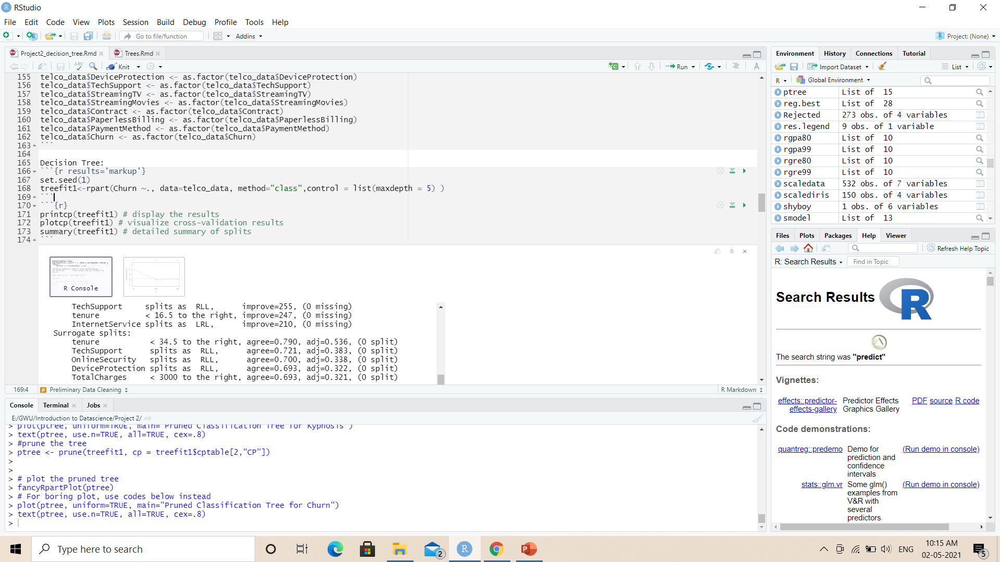 RStudio
File Edit Code View Plots Session Build Debug Profile Tools Help
Go to file/function Addins Project: (None)
Project2_decision_tree.Rmd Trees.Rmd
ABC Knit Run
155 telco_data$DeviceProtection <- as.factor(telco_data$DeviceProtection)
156 telco_data$TechSupport <- as.factor(telco_data$TechSupport)
157 telco_data$StreamingTV <- as.factor(telco_data$StreamingTV)
158 telco_data$StreamingMovies <- as.factor(telco_data$StreamingMovies)
159 telco_data$Contract <- as.factor(telco_data$Contract)
160 telco_data$PaperlessBilling <- as.factor(telco_data$PaperlessBilling)
161 telco_data$PaymentMethod <- as.factor(telco_data$PaymentMethod)
162 telco_data$Churn <- as.factor(telco_data$Churn)
163 ```
164
165 Decision Tree:
166 ```{r results='markup'}
167 set.seed(1)
168 treefit1<-rpart(Churn ~., data=telco_data, method="class",control = list(maxdepth = 5) )
169 ```
170 ```{r}
171 printcp(treefit1) # display the results
172 plotcp(treefit1) # visualize cross-validation results
173 summary(treefit1) # detailed summary of splits
174 ```
R Console
TechSupport splits as RLL, improve=255, (0 missing)
tenure < 16.5 to the right, improve=247, (0 missing)
InternetService splits as LRL, improve=210, (0 missing)
Surrogate splits:
tenure < 34.5 to the right, agree=0.790, adj=0.536, (0 split)
TechSupport splits as RLL, agree=0.721, adj=0.383, (0 split)
OnlineSecurity splits as RLL, agree=0.700, adj=0.338, (0 split)
DeviceProtection splits as RLL, agree=0.693, adj=0.322, (0 split)
TotalCharges < 3000 to the right, agree=0.693, adj=0.321, (0 split)
169:4 # Preliminary Data Cleaning R Markdown
Console Terminal Jobs
E:/GWU/Introduction to Datascience/Project 2/
> plot(ptree, uniform=TRUE, main="Pruned Classification Tree for Kyphosis")
> text(ptree, use.n=TRUE, all=TRUE, cex=.8)
> #prune the tree
> ptree <- prune(treefit1, cp = treefit1$cptable[2,"CP"])
>
>
> # plot the pruned tree
> fancyRpartPlot(ptree)
> # For boring plot, use codes below instead
> plot(ptree, uniform=TRUE, main="Pruned Classification Tree for Churn")
> text(ptree, use.n=TRUE, all=TRUE, cex=.8)
>
Environment History Connections Tutorial
Import Dataset List
R Global Environment
ptree List of 15
reg.best List of 28
Rejected 273 obs. of 4 variables
res.legend 9 obs. of 1 variable
rgpa80 List of 10
rgpa99 List of 10
rgre80 List of 10
rgre99 List of 10
scaledata 532 obs. of 7 variables
scalediris 150 obs. of 4 variables
shyboy 1 obs. of 6 variables
smodel List of 13
Files Plots Packages Help Viewer
Refresh Help Topic
R: Search Results Find in Topic
Search Results R
The search string was "predict"
Vignettes:
effects::predictor-effects-gallery Predictor Effects Graphics Gallery PDF source R code
Code demonstrations:
quantreg::predemo Demo for prediction and confidence intervals (Run demo in console)
stats::glm.vr Some glm() examples from V&R with several predictors (Run demo in console)
Type here to search 2 R P ENG 10:15 AM 02-05-2021 5